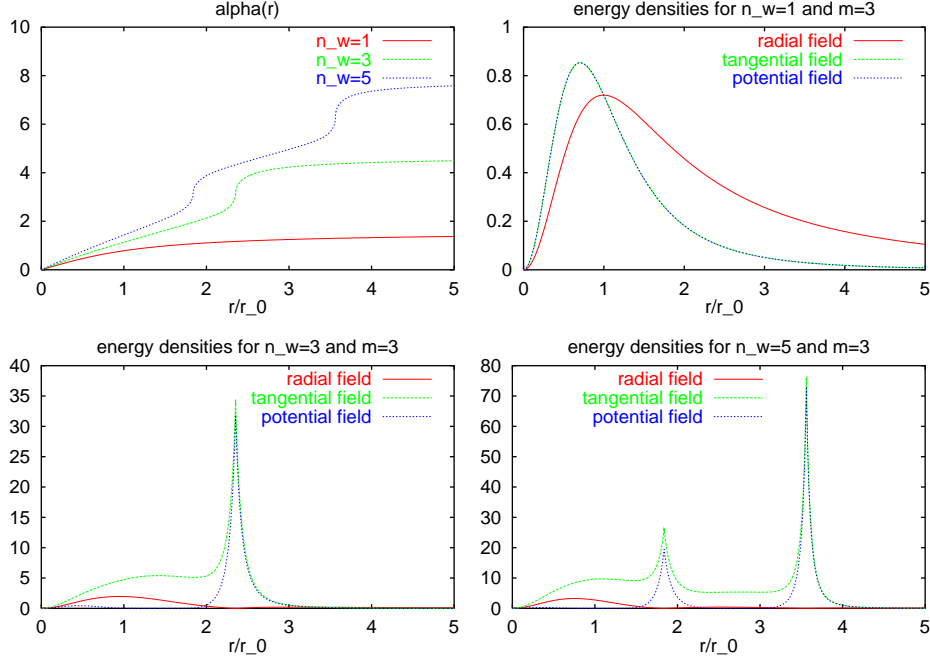 alpha(r)
10
8
6
4
2
0
n_w=1
n_w=3
n_w=5
0 1 2 3 4 5
r/r_0
energy densities for n_w=1 and m=3
1
0.8
0.6
0.4
0.2
0
radial field
tangential field
potential field
0 1 2 3 4 5
r/r_0
energy densities for n_w=3 and m=3
40
35
30
25
20
15
10
5
0
radial field
tangential field
potential field
0 1 2 3 4 5
r/r_0
energy densities for n_w=5 and m=3
80
70
60
50
40
30
20
10
0
radial field
tangential field
potential field
0 1 2 3 4 5
r/r_0